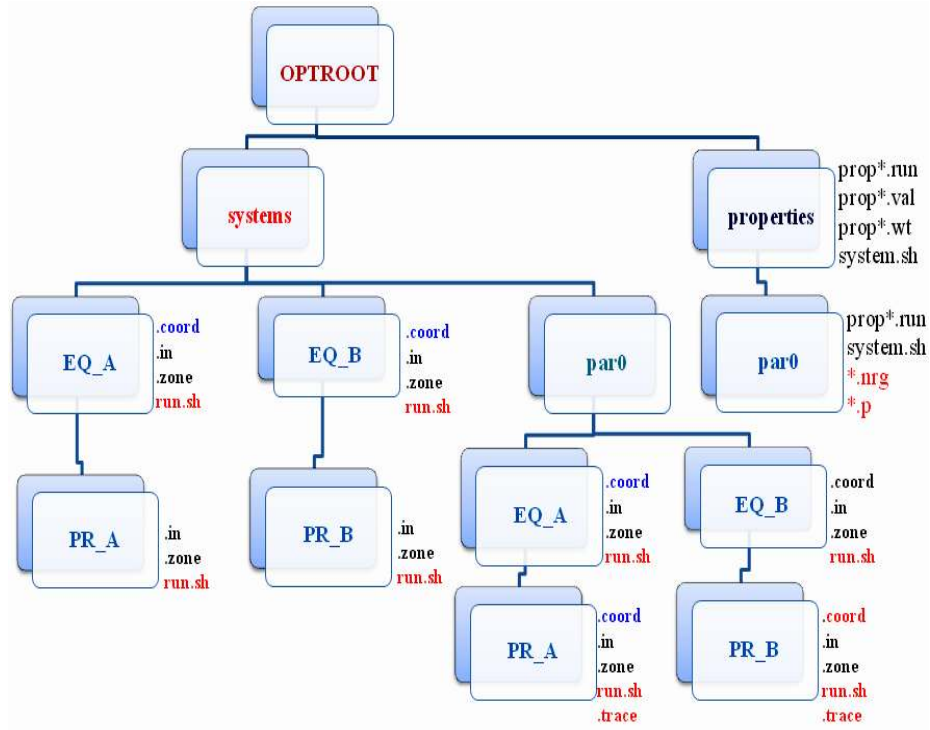 OPTROOT
systems
properties
prop*.run
prop*.val
prop*.wt
system.sh
EQ_A
.coord
.in
.zone
run.sh
EQ_B
.coord
.in
.zone
run.sh
par0
par0
prop*.run
system.sh
*.nrg
*.p
PR_A
.in
.zone
run.sh
PR_B
.in
.zone
run.sh
EQ_A
.coord
.in
.zone
run.sh
EQ_B
.coord
.in
.zone
run.sh
PR_A
.coord
.in
.zone
run.sh
.trace
PR_B
.coord
.in
.zone
run.sh
.trace